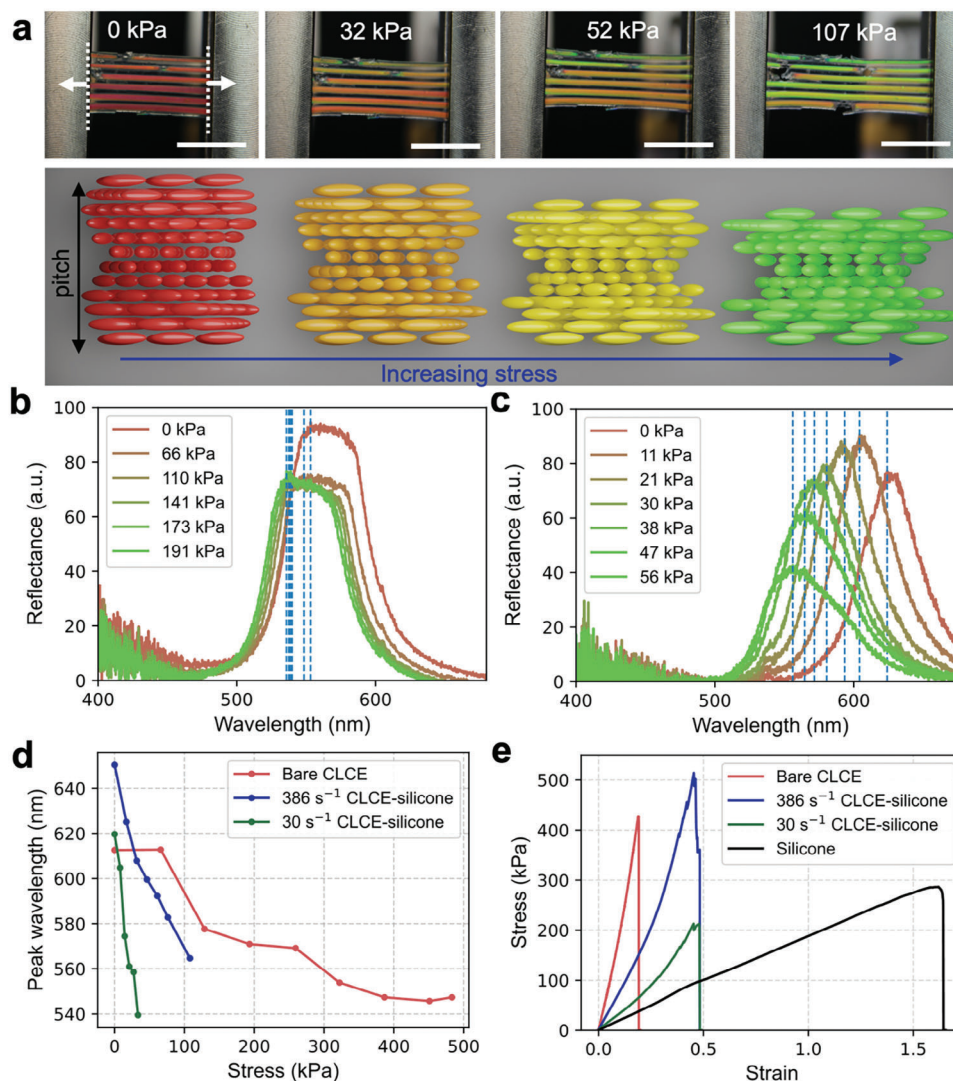 a
0 kPa
32 kPa
52 kPa
107 kPa
pitch
Increasing stress
b
100
80
60
40
20
0
Reflectance (a.u.)
0 kPa
66 kPa
110 kPa
141 kPa
173 kPa
191 kPa
400
500
600
Wavelength (nm)
c
100
80
60
40
20
0
Reflectance (a.u.)
0 kPa
11 kPa
21 kPa
30 kPa
38 kPa
47 kPa
56 kPa
400
500
600
Wavelength (nm)
d
640
620
600
580
560
540
Peak wavelength (nm)
Bare CLCE
386 s⁻¹ CLCE-silicone
30 s⁻¹ CLCE-silicone
0
100
200
300
400
500
Stress (kPa)
e
500
400
300
200
100
0
Stress (kPa)
Bare CLCE
386 s⁻¹ CLCE-silicone
30 s⁻¹ CLCE-silicone
Silicone
0.0
0.5
1.0
1.5
Strain